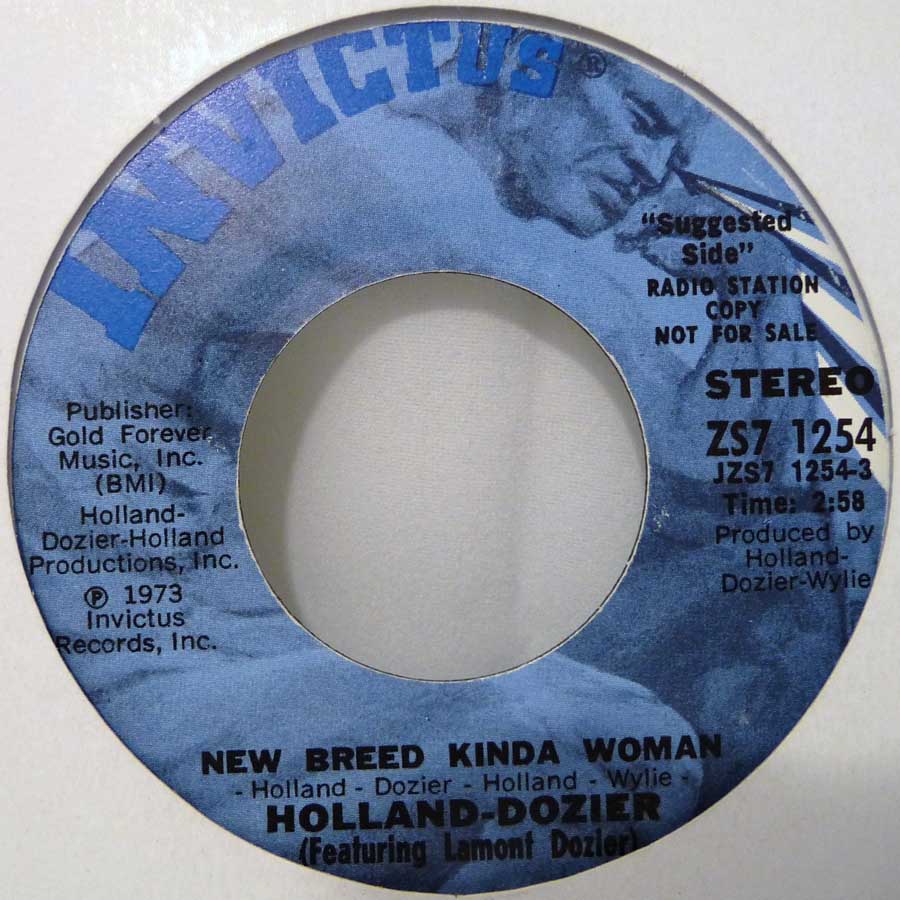 INVICTUS®
"Suggested
Side"
RADIO STATION
COPY
NOT FOR SALE
STEREO
ZS7 1254
JZS7 1254-3
Time: 2:58
Produced by
Holland-
Dozier-Wylie
Publisher:
Gold Forever
Music, Inc.
(BMI)
Holland-
Dozier-Holland
Productions, Inc.
℗ 1973
Invictus
Records, Inc.
NEW BREED KINDA WOMAN
- Holland - Dozier - Holland - Wylie -
HOLLAND-DOZIER
(Featuring Lamont Dozier)